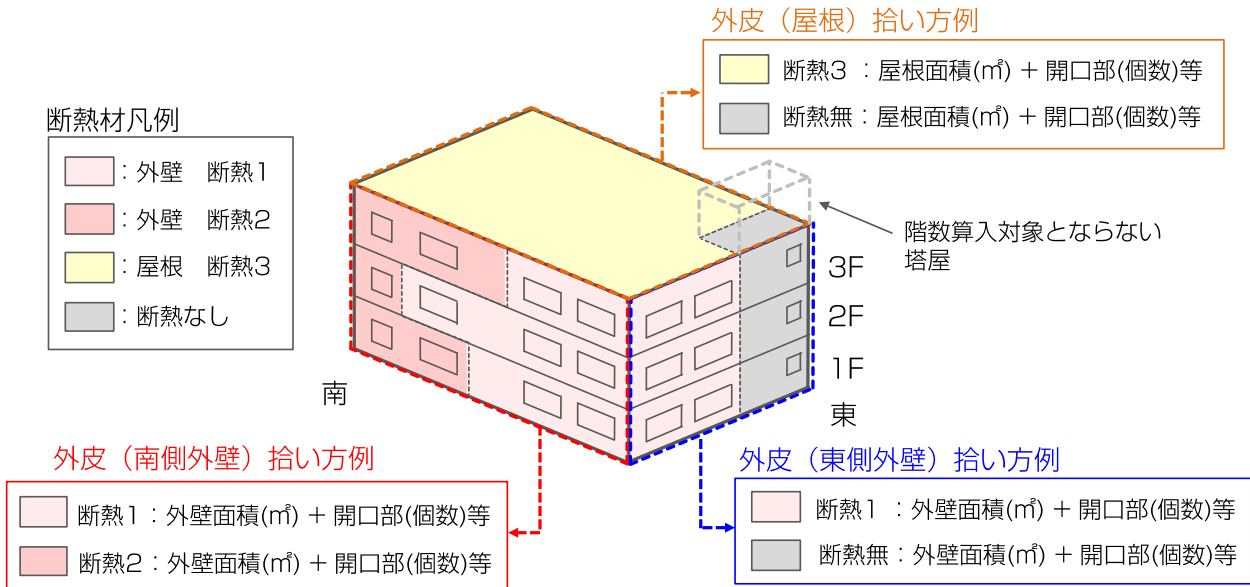 外皮（屋根）拾い方例
断熱3 ：屋根面積(㎡) + 開口部(個数)等
断熱無：屋根面積(㎡) + 開口部(個数)等
断熱材凡例
：外壁　断熱1
：外壁　断熱2
：屋根　断熱3
：断熱なし
階数算入対象とならない
塔屋
3F
2F
1F
南
東
外皮（南側外壁）拾い方例
断熱1：外壁面積(㎡) + 開口部(個数)等
断熱2：外壁面積(㎡) + 開口部(個数)等
外皮（東側外壁）拾い方例
断熱1 ：外壁面積(㎡) + 開口部(個数)等
断熱無：外壁面積(㎡) + 開口部(個数)等